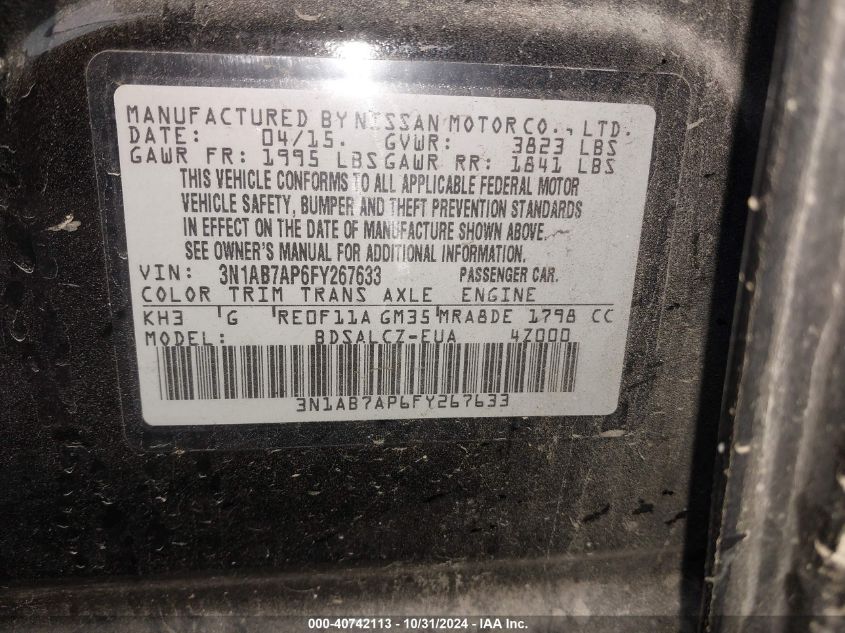 MANUFACTURED BY NISSAN MOTOR CO., LTD.
DATE: 04/15. GVWR: 3823 LBS
GAWR FR: 1995 LBS GAWR RR: 1841 LBS
THIS VEHICLE CONFORMS TO ALL APPLICABLE FEDERAL MOTOR
VEHICLE SAFETY, BUMPER AND THEFT PREVENTION STANDARDS
IN EFFECT ON THE DATE OF MANUFACTURE SHOWN ABOVE.
SEE OWNER'S MANUAL FOR ADDITIONAL INFORMATION.
VIN: 3N1AB7AP6FY267633 PASSENGER CAR.
COLOR TRIM TRANS AXLE ENGINE
KH3 G RE0F11A GM35 MRA8DE 1798 CC
MODEL: BDSALCZ-EUA 4Z000
3N1AB7AP6FY267633
000-40742113 - 10/31/2024 - IAA Inc.